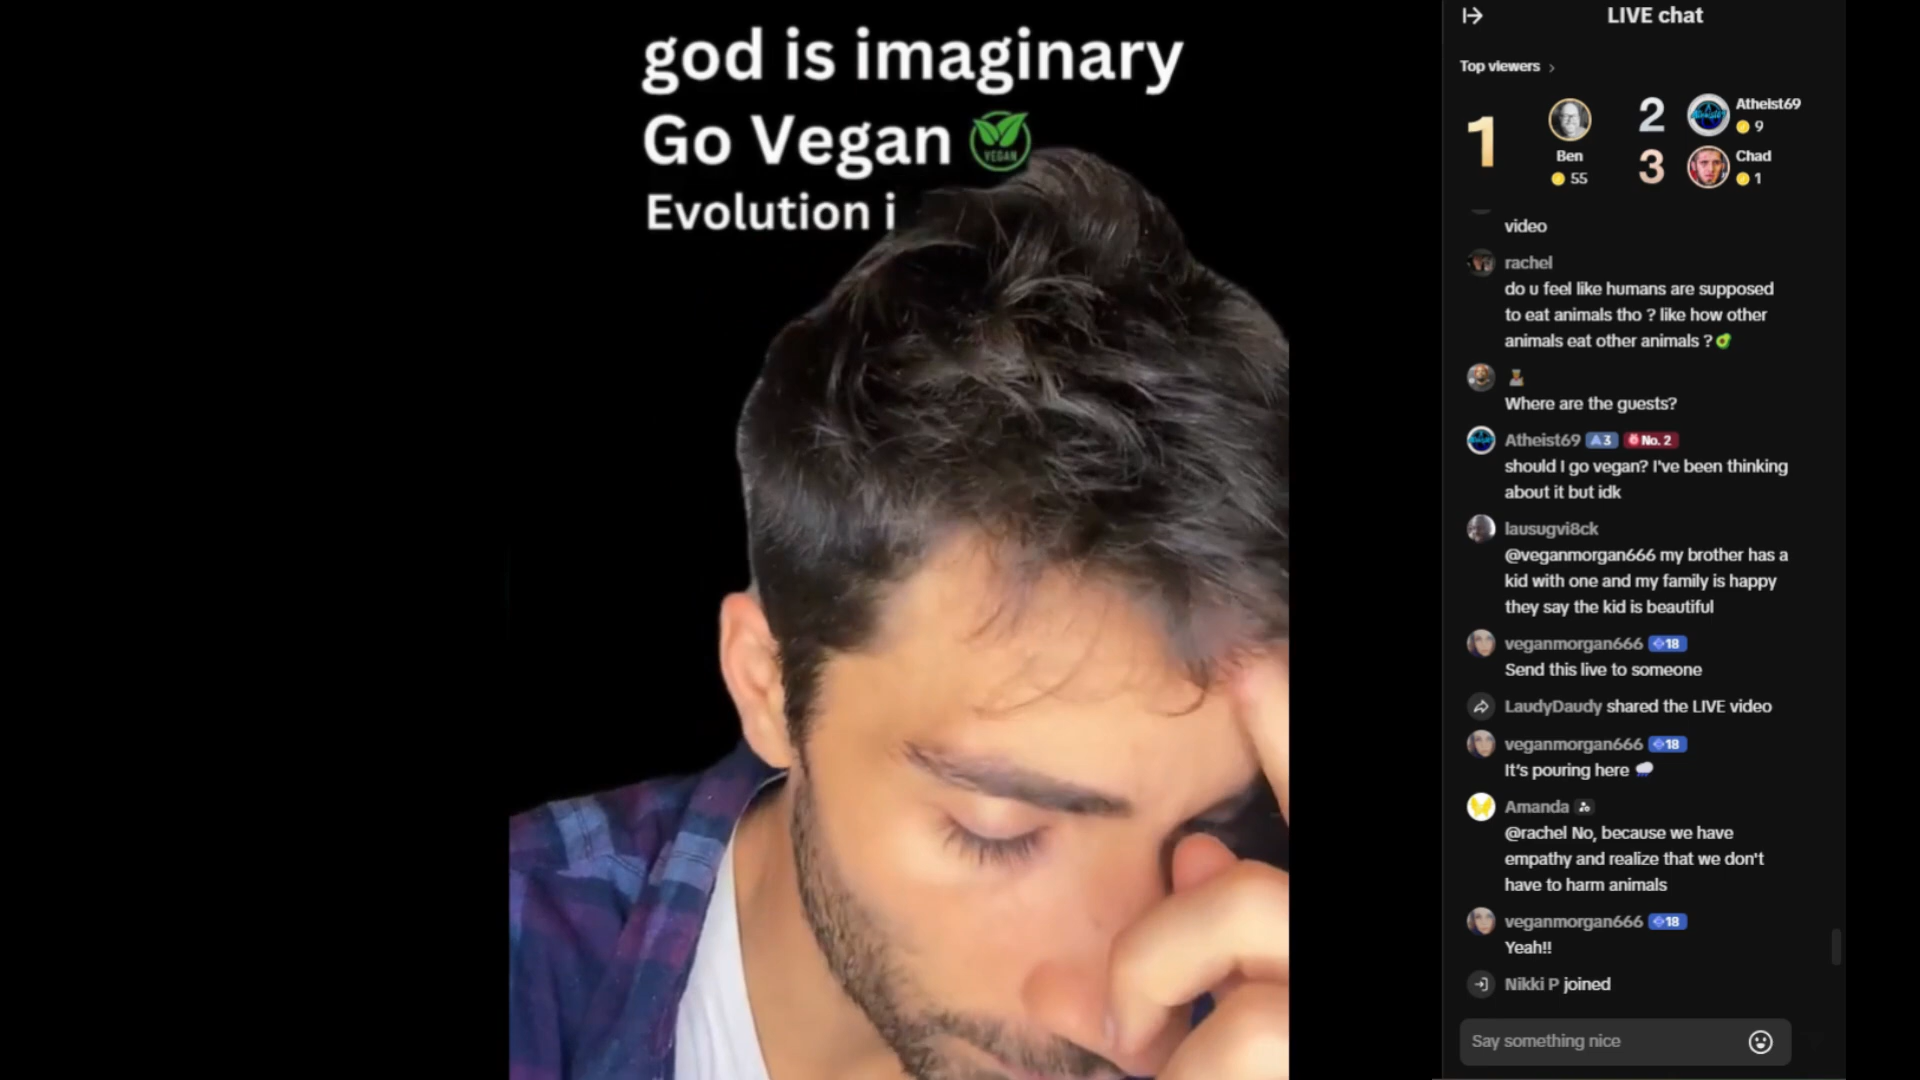 god is imaginary
Go Vegan
VEGAN
Evolution i
LIVE chat
Top viewers
1
Ben
55
2
Atheist69
9
3
Chad
1
video
rachel
do u feel like humans are supposed
to eat animals tho ? like how other
animals eat other animals ?
Where are the guests?
Atheist69 3 No. 2
should I go vegan? I've been thinking
about it but idk
lausugvi8ck
@veganmorgan666 my brother has a
kid with one and my family is happy
they say the kid is beautiful
veganmorgan666 18
Send this live to someone
LaudyDaudy shared the LIVE video
veganmorgan666 18
It's pouring here
Amanda
@rachel No, because we have
empathy and realize that we don't
have to harm animals
veganmorgan666 18
Yeah!!
Nikki P joined
Say something nice